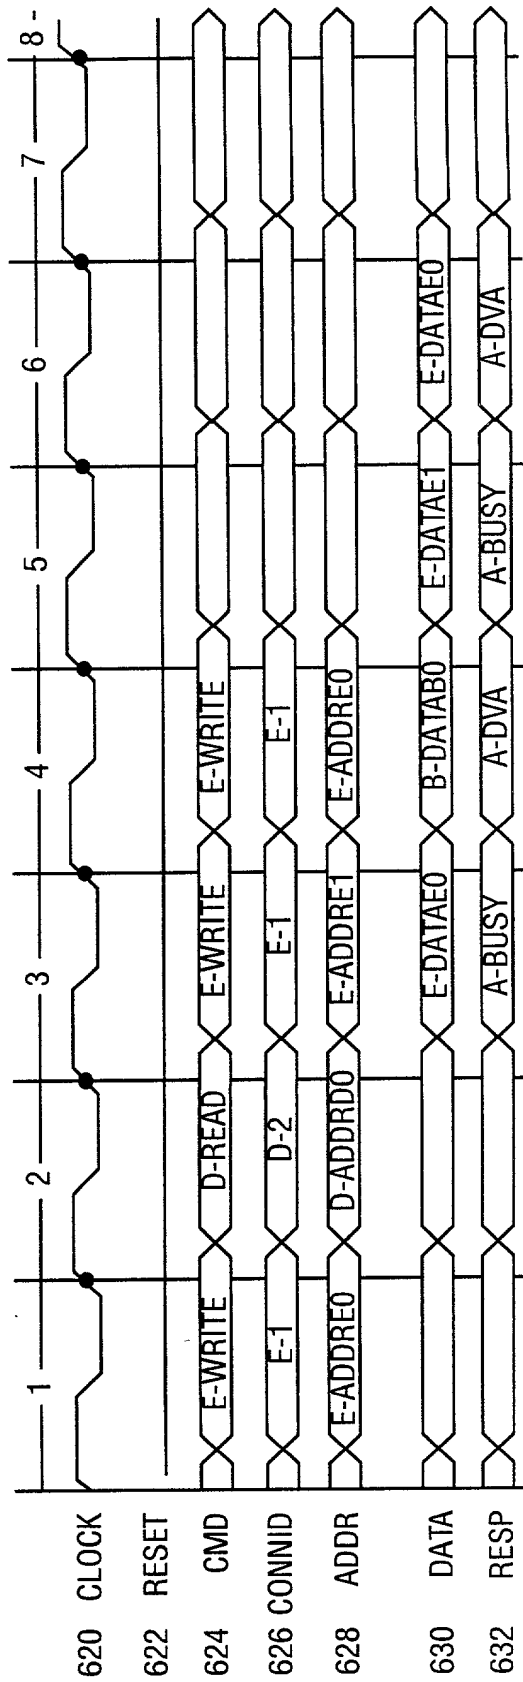 1 2 3 4 5 6 7 8
620 CLOCK
622 RESET
624 CMD E-WRITE D-READ E-WRITE E-WRITE
626 CONNID E-1 D-2 E-1 E-1
628 ADDR E-ADDRE0 D-ADDRD0 E-ADDRE1 E-ADDRE0
630 DATA E-DATAE0 B-DATAB0 E-DATAE1 E-DATAE0
632 RESP A-BUSY A-DVA A-BUSY A-DVA